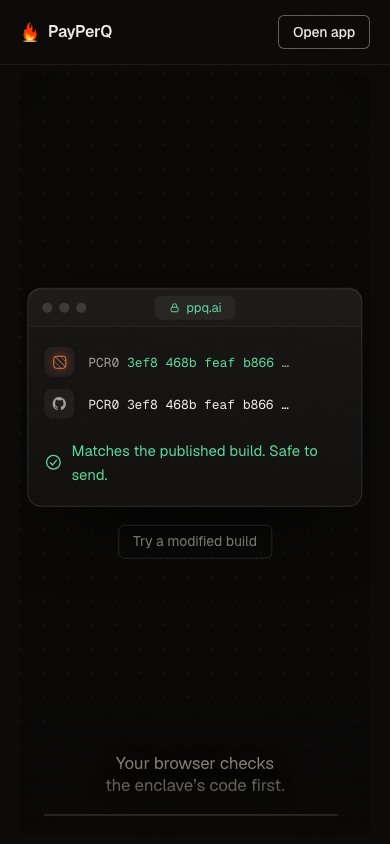 PayPerQ
Open app
ppq.ai
PCR0 3ef8 468b feaf b866 …
PCR0 3ef8 468b feaf b866 …
Matches the published build. Safe to
send.
Try a modified build
Your browser checks
the enclave’s code first.